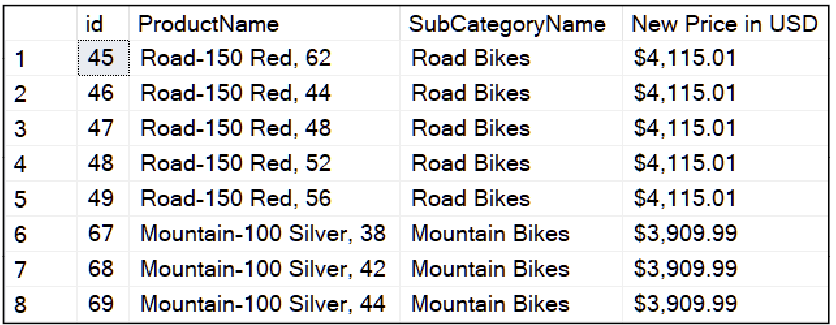 id ProductName SubCategoryName New Price in USD
1 45 Road-150 Red, 62 Road Bikes $4,115.01
2 46 Road-150 Red, 44 Road Bikes $4,115.01
3 47 Road-150 Red, 48 Road Bikes $4,115.01
4 48 Road-150 Red, 52 Road Bikes $4,115.01
5 49 Road-150 Red, 56 Road Bikes $4,115.01
6 67 Mountain-100 Silver, 38 Mountain Bikes $3,909.99
7 68 Mountain-100 Silver, 42 Mountain Bikes $3,909.99
8 69 Mountain-100 Silver, 44 Mountain Bikes $3,909.99